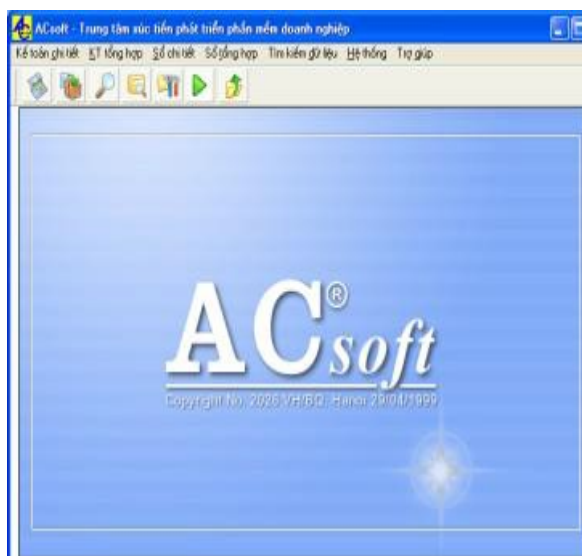 ACsoft - Trung tâm xúc tiến phát triển phần mềm doanh nghiệp
Kế toán chi tiết KT tổng hợp Sổ chi tiết Sổ tổng hợp Tìm kiếm dữ liệu Hệ thống Trợ giúp
AC® soft
Copyright No: 2026 VH/BQ. Hanoi 29/04/1999